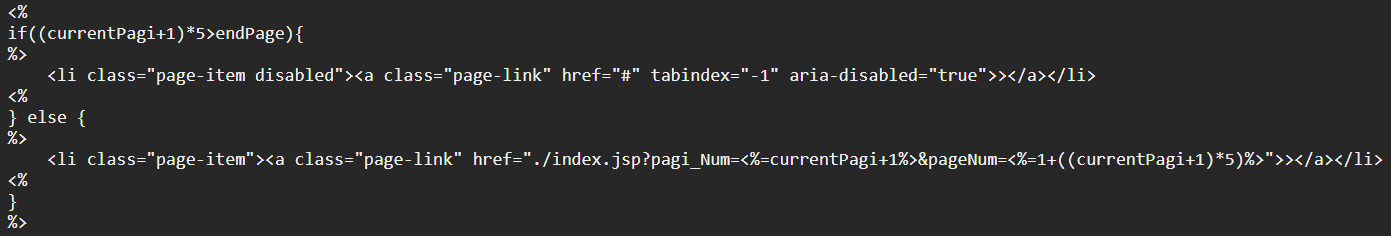 <%
if((currentPagi+1)*5>endPage){
%>
    <li class="page-item disabled"><a class="page-link" href="#" tabindex="-1" aria-disabled="true">></a></li>
<%
} else {
%>
    <li class="page-item"><a class="page-link" href="./index.jsp?pagi_Num=<%=currentPagi+1%>&pageNum=<%=1+((currentPagi+1)*5)%>">></a></li>
<%
}
%>